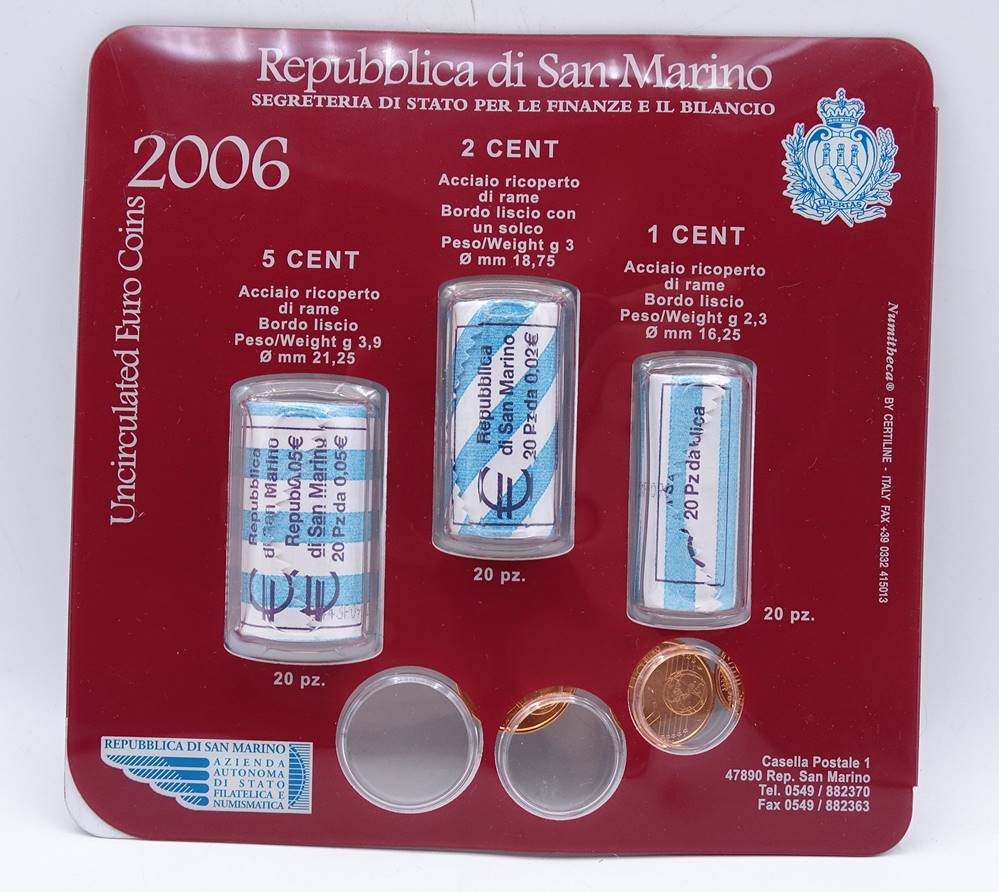 Repubblica di San Marino
SEGRETERIA DI STATO PER LE FINANZE E IL BILANCIO
2006
Uncirculated Euro Coins
LIBERTAS
2 CENT
Acciaio ricoperto
di rame
Bordo liscio con
un solco
Peso/Weight g 3
Ø mm 18,75
5 CENT
Acciaio ricoperto
di rame
Bordo liscio
Peso/Weight g 3,9
Ø mm 21,25
1 CENT
Acciaio ricoperto
di rame
Bordo liscio
Peso/Weight g 2,3
Ø mm 16,25
Repubblica
di San Marino
Repub 0,05€
di San Marino
20 Pz da 0,05€
€ €
20 pz.
Repubblica
di San Marino
20 Pz da 0.02€
€
20 pz.
20 Pz da blica
20 pz.
Numitbeca® BY CERTILINE - ITALY FAX +39 0332 415013
REPUBBLICA DI SAN MARINO
AZIENDA
AUTONOMA
DI STATO
FILATELICA E
NUMISMATICA
Casella Postale 1
47890 Rep. San Marino
Tel. 0549 / 882370
Fax 0549 / 882363